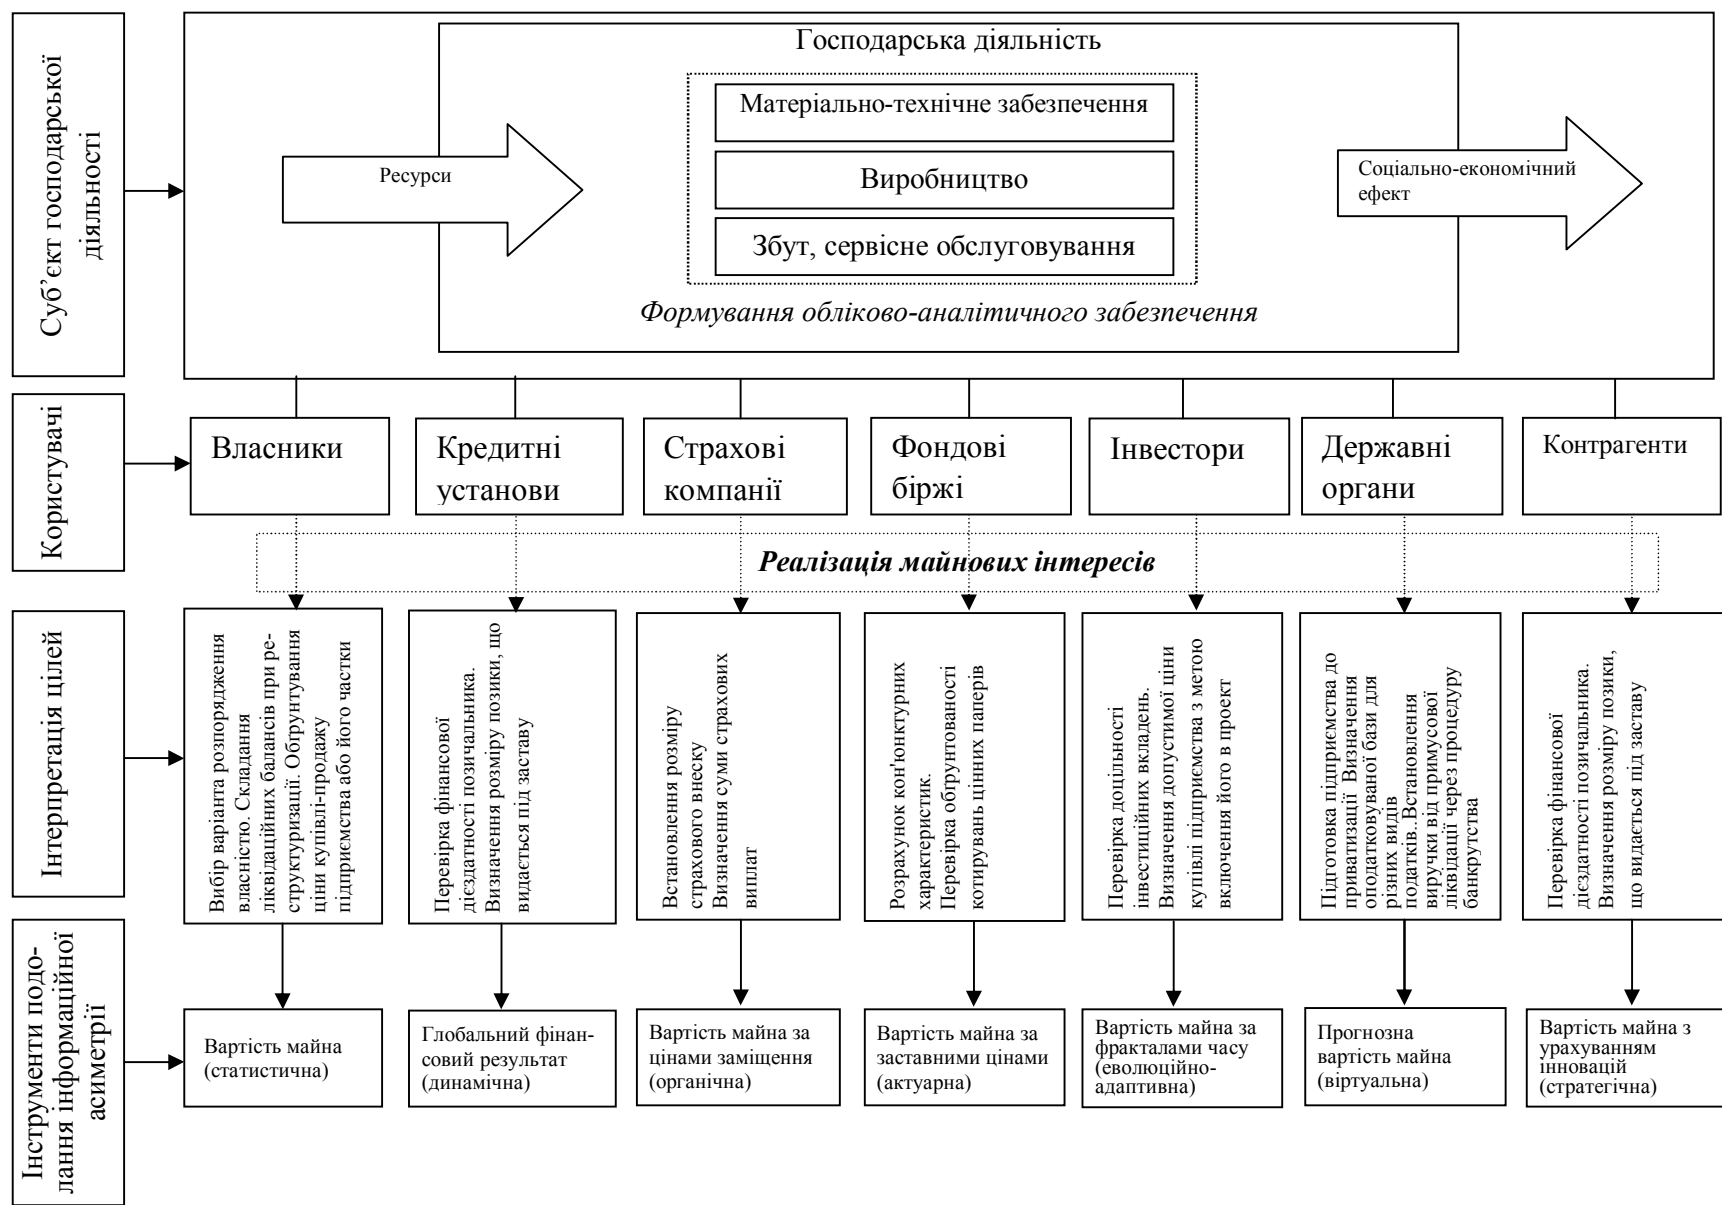 Суб’єкт господарської
діяльності
Господарська діяльність
Матеріально-технічне забезпечення
Ресурси
Виробництво
Соціально-економічний
ефект
Збут, сервісне обслуговування
Формування обліково-аналітичного забезпечення
Користувачі
Власники
Кредитні
установи
Страхові
компанії
Фондові
біржі
Інвестори
Державні
органи
Контрагенти
Реалізація майнових інтересів
Інтерпретація цілей
Вибір варіанта розпорядження
власністю. Складання
ліквідаційних балансів при ре-
структуризації. Обґрунтування
ціни купівлі-продажу
підприємства або його частки
Перевірка фінансової
дієздатності позичальника.
Визначення розміру позики, що
видається під заставу
Встановлення розміру
страхового внеску
Визначення суми страхових
виплат
Розрахунок кон'юнктурних
характеристик.
Перевірка обґрунтованості
котирувань цінних паперів
Перевірка доцільності
інвестиційних вкладень.
Визначення допустимої ціни
купівлі підприємства з метою
включення його в проект
Підготовка підприємства до
приватизації Визначення
оподатковуваної бази для
різних видів
податків..Встановлення
виручки від примусової
ліквідації через процедуру
банкрутства
Перевірка фінансової
дієздатності позичальника.
Визначення розміру позики,
що видається під заставу
Інструменти подо-
лання інформаційної
асиметрії
Вартість майна
(статистична)
Глобальний фінан-
совий результат
(динамічна)
Вартість майна за
цінами заміщення
(органічна)
Вартість майна за
заставними цінами
(актуарна)
Вартість майна за
фракталами часу
(еволюційно-
адаптивна)
Прогнозна
вартість майна
(віртуальна)
Вартість майна з
урахуванням
инновацій
(стратегічна)